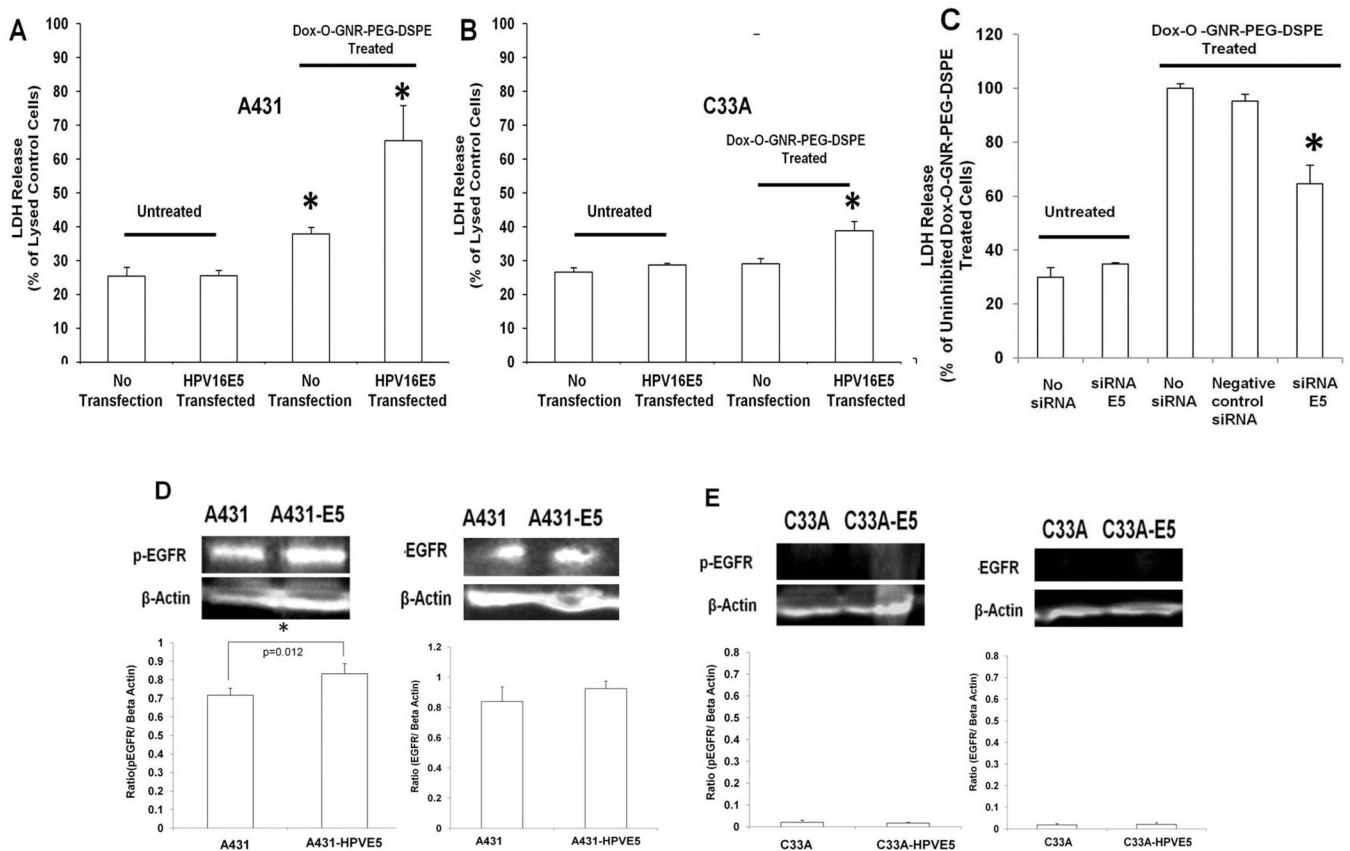 A
LDH Release
(% of Lysed Control Cells)
100
90
80
70
60
50
40
30
20
10
0
Dox-O-GNR-PEG-DSPE
Treated
*
A431
Untreated
*
No
Transfection
HPV16E5
Transfected
No
Transfection
HPV16E5
Transfected
B
LDH Release
(% of Lysed Control Cells)
100
90
80
70
60
50
40
30
20
10
0
C33A
Dox-O-GNR-PEG-DSPE
Treated
Untreated
*
No
Transfection
HPV16E5
Transfected
No
Transfection
HPV16E5
Transfected
C
LDH Release
(% of Uninhibited Dox-O-GNR-PEG-DSPE
Treated Cells)
120
100
80
60
40
20
0
Dox-O -GNR-PEG-DSPE
Treated
*
Untreated
No
siRNA
siRNA
E5
No
siRNA
Negative
control
siRNA
siRNA
E5
D
A431 A431-E5
p-EGFR
β-Actin
*
p=0.012
Ratio(pEGFR/ Beta Actin)
1
0.9
0.8
0.7
0.6
0.5
0.4
0.3
0.2
0.1
0
A431
A431-HPVE5
A431 A431-E5
EGFR
β-Actin
Ratio (EGFR/ Beta Actin)
1.2
1
0.8
0.6
0.4
0.2
0
A431
A431-HPVE5
E
C33A C33A-E5
p-EGFR
β-Actin
Ratio (pEGFR/ Beta Actin)
0.8
0.7
0.6
0.5
0.4
0.3
0.2
0.1
0
C33A
C33A-HPVE5
C33A C33A-E5
EGFR
β-Actin
Ratio (EGFR/ Beta Actin)
0.8
0.7
0.6
0.5
0.4
0.3
0.2
0.1
0
C33A
C33A-HPVE5